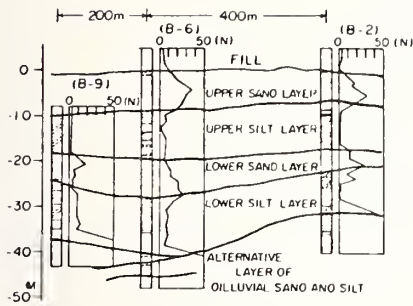 200m 400m
(B-6) (B-2)
0 50 (N) 0 50 (N)
FILL
0
(B-9)
UPPER SAND LAYER
0 50 (N)
-10
UPPER SILT LAYER
-20
LOWER SAND LAYER
-30
LOWER SILT LAYER
-40
ALTERNATIVE
LAYER OF
DILLUVIAL SAND AND SILT
M
-50